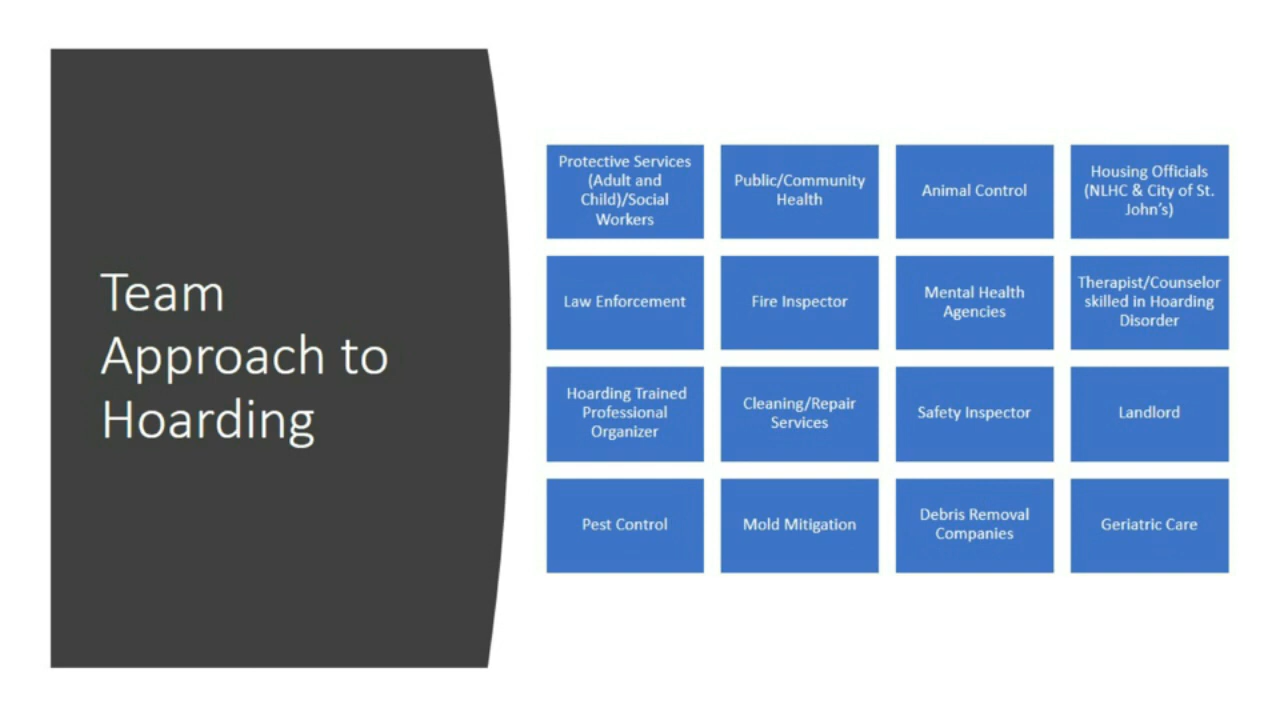 Team
Approach to
Hoarding
Protective Services
(Adult and
Child)/Social
Workers
Public/Community
Health
Animal Control
Housing Officials
(NLHC & City of St.
John's)
Law Enforcement
Fire Inspector
Mental Health
Agencies
Therapist/Counselor
skilled in Hoarding
Disorder
Hoarding Trained
Professional
Organizer
Cleaning/Repair
Services
Safety Inspector
Landlord
Pest Control
Mold Mitigation
Debris Removal
Companies
Geriatric Care